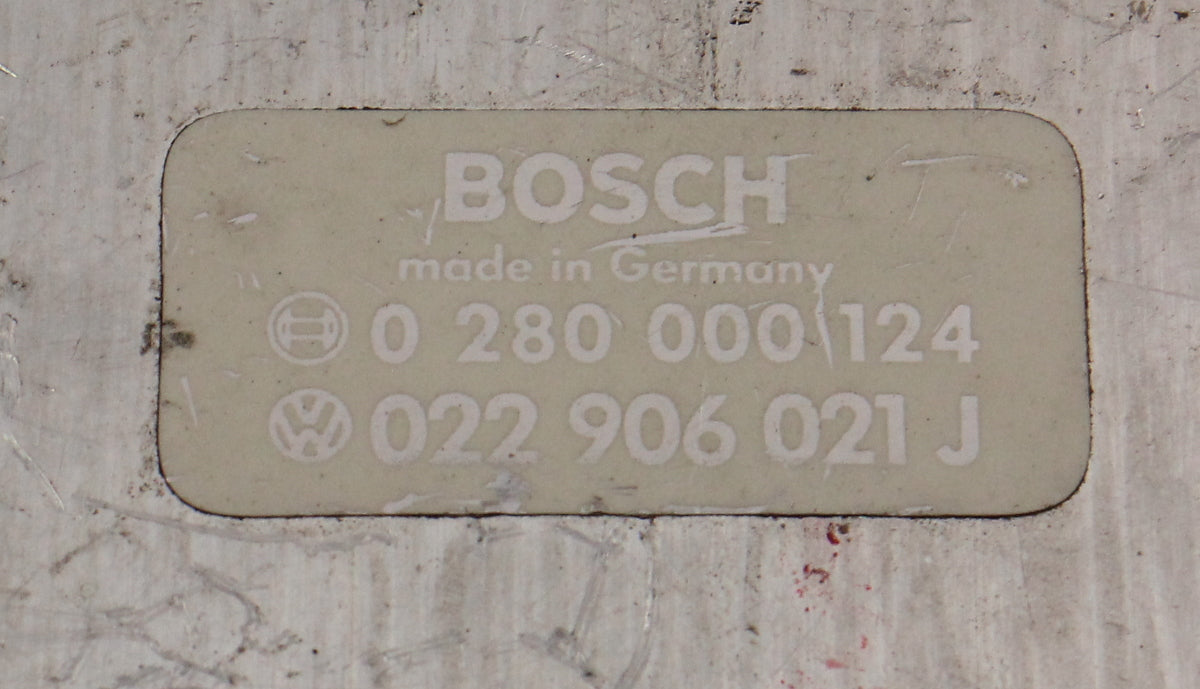 BOSCH
made in Germany
0 280 000 124
022 906 021 J